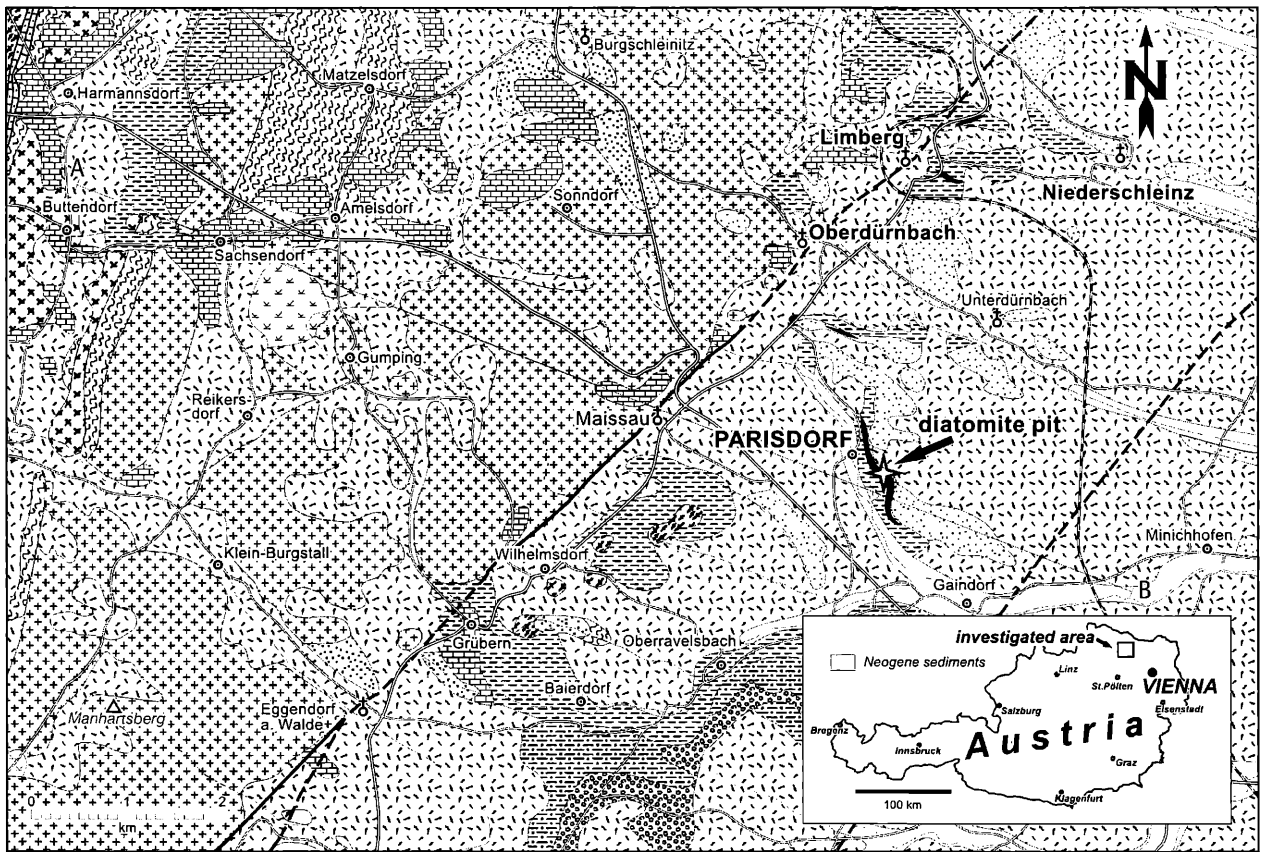 Burgschleinitz
N
Matzelsdorf
Harmannsdorf
Limberg
A
Niederschleinz
Buttendorf
Amelsdorf
Sonndorf
Oberdürnbach
Sachsendorf
Unterdürnbach
Gumping
Reikers-
dorf
Maissau
PARISDORF
diatomite pit
Minichhofen
Klein-Burgstall
Wilhelmsdorf
Gaindorf
B
Grübern
Oberravelsbach
Baierdorf
Eggendorf
a. Walde
Manhartsberg
0 1 2
km
investigated area
Neogene sediments
Linz
St.Pölten
VIENNA
Salzburg
Eisenstadt
Bregenz
Innsbruck
Austria
Graz
Klagenfurt
100 km